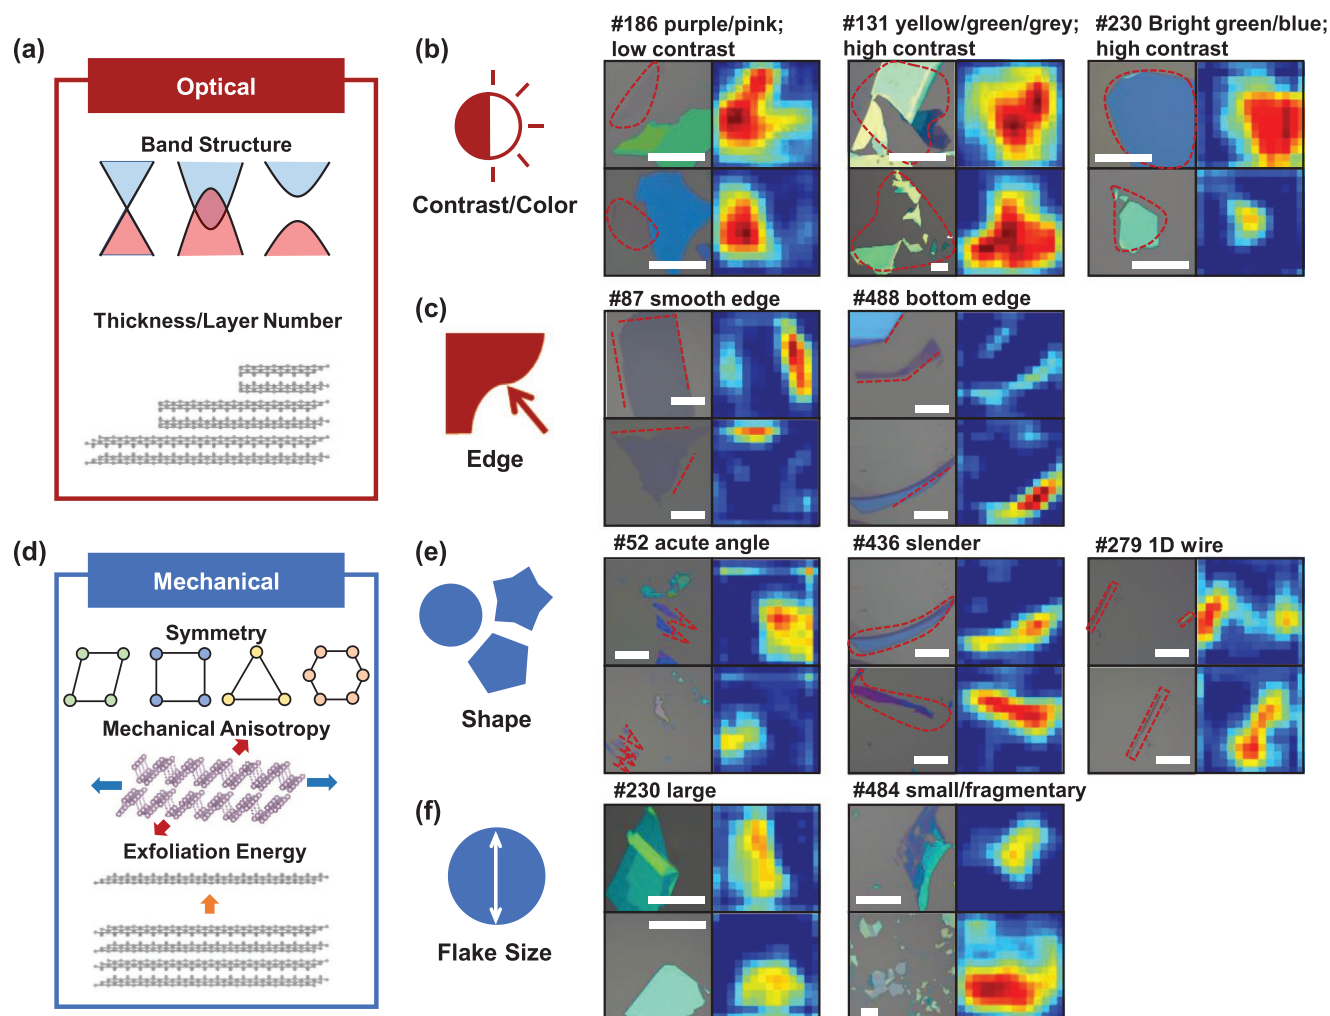 (a)
Optical
Band Structure
Thickness/Layer Number
(b)
Contrast/Color
#186 purple/pink;
low contrast
#131 yellow/green/grey;
high contrast
#230 Bright green/blue;
high contrast
(c)
Edge
#87 smooth edge
#488 bottom edge
(d)
Mechanical
Symmetry
Mechanical Anisotropy
Exfoliation Energy
(e)
Shape
#52 acute angle
#436 slender
#279 1D wire
(f)
Flake Size
#230 large
#484 small/fragmentary